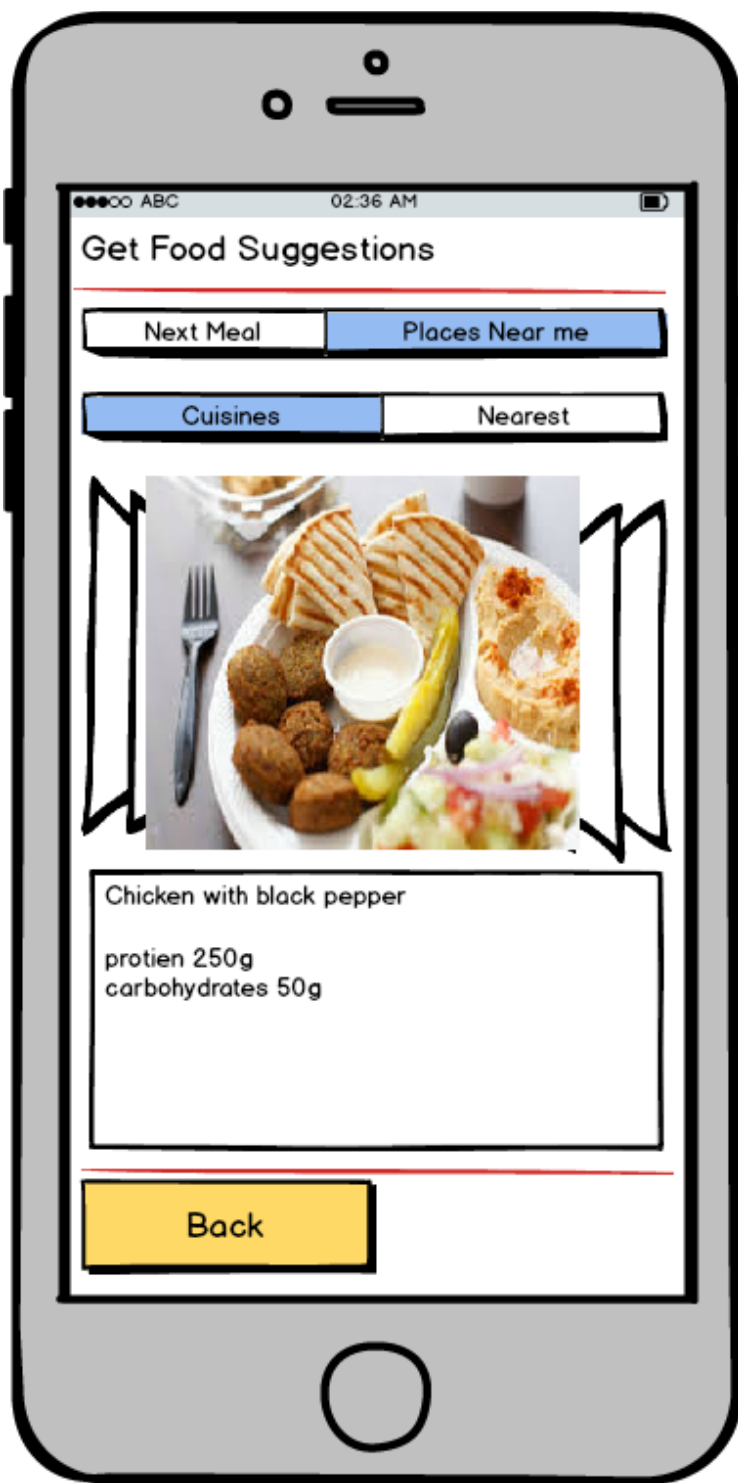 ABC 02:36 AM
Get Food Suggestions
Next Meal Places Near me
Cuisines Nearest
Chicken with black pepper
protien 250g
carbohydrates 50g
Back